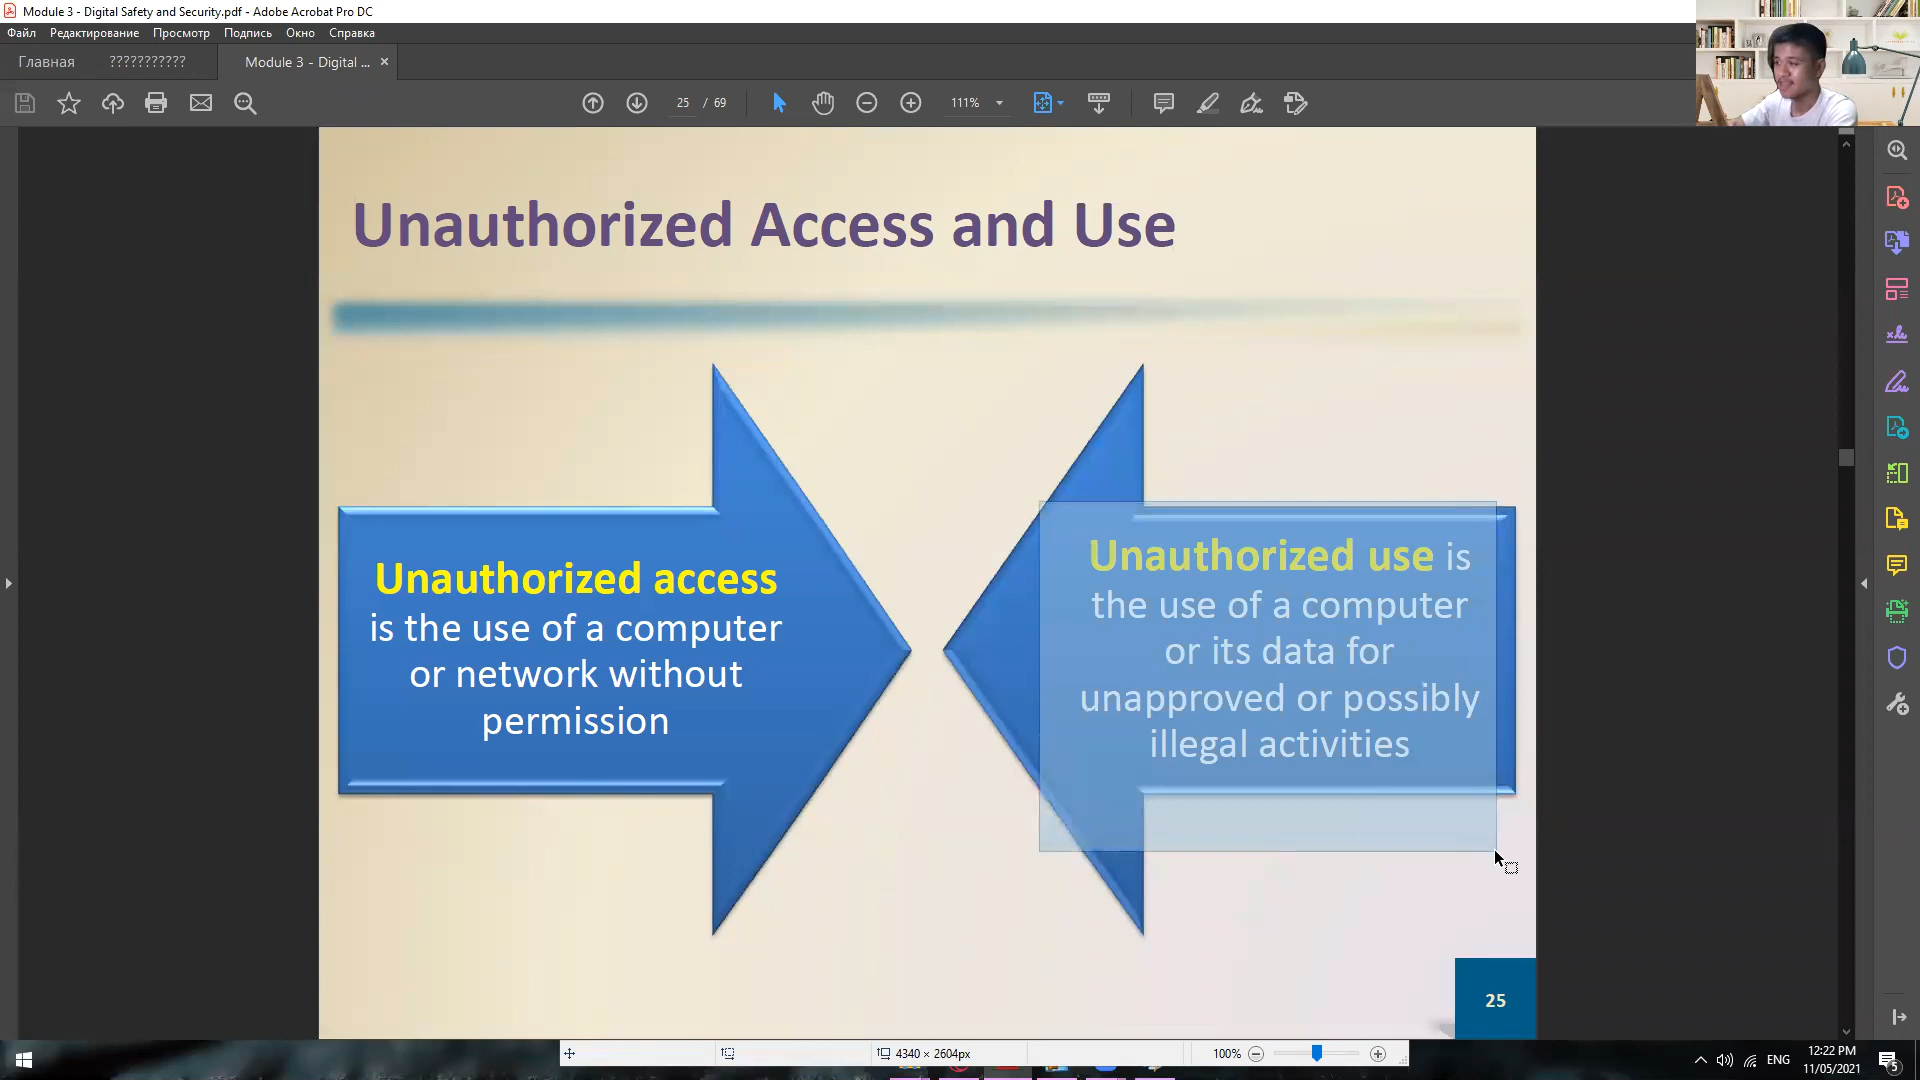 Module 3 - Digital Safety and Security.pdf - Adobe Acrobat Pro DC
Файл Редактирование Просмотр Подпись Окно Справка
Главная ??????????? Module 3 - Digital ... ×
25 / 69 111%
Unauthorized Access and Use
Unauthorized access
is the use of a computer
or network without
permission
Unauthorized use is
the use of a computer
or its data for
unapproved or possibly
illegal activities
25
4340 × 2604px 100%
ENG 12:22 PM
11/05/2021
5